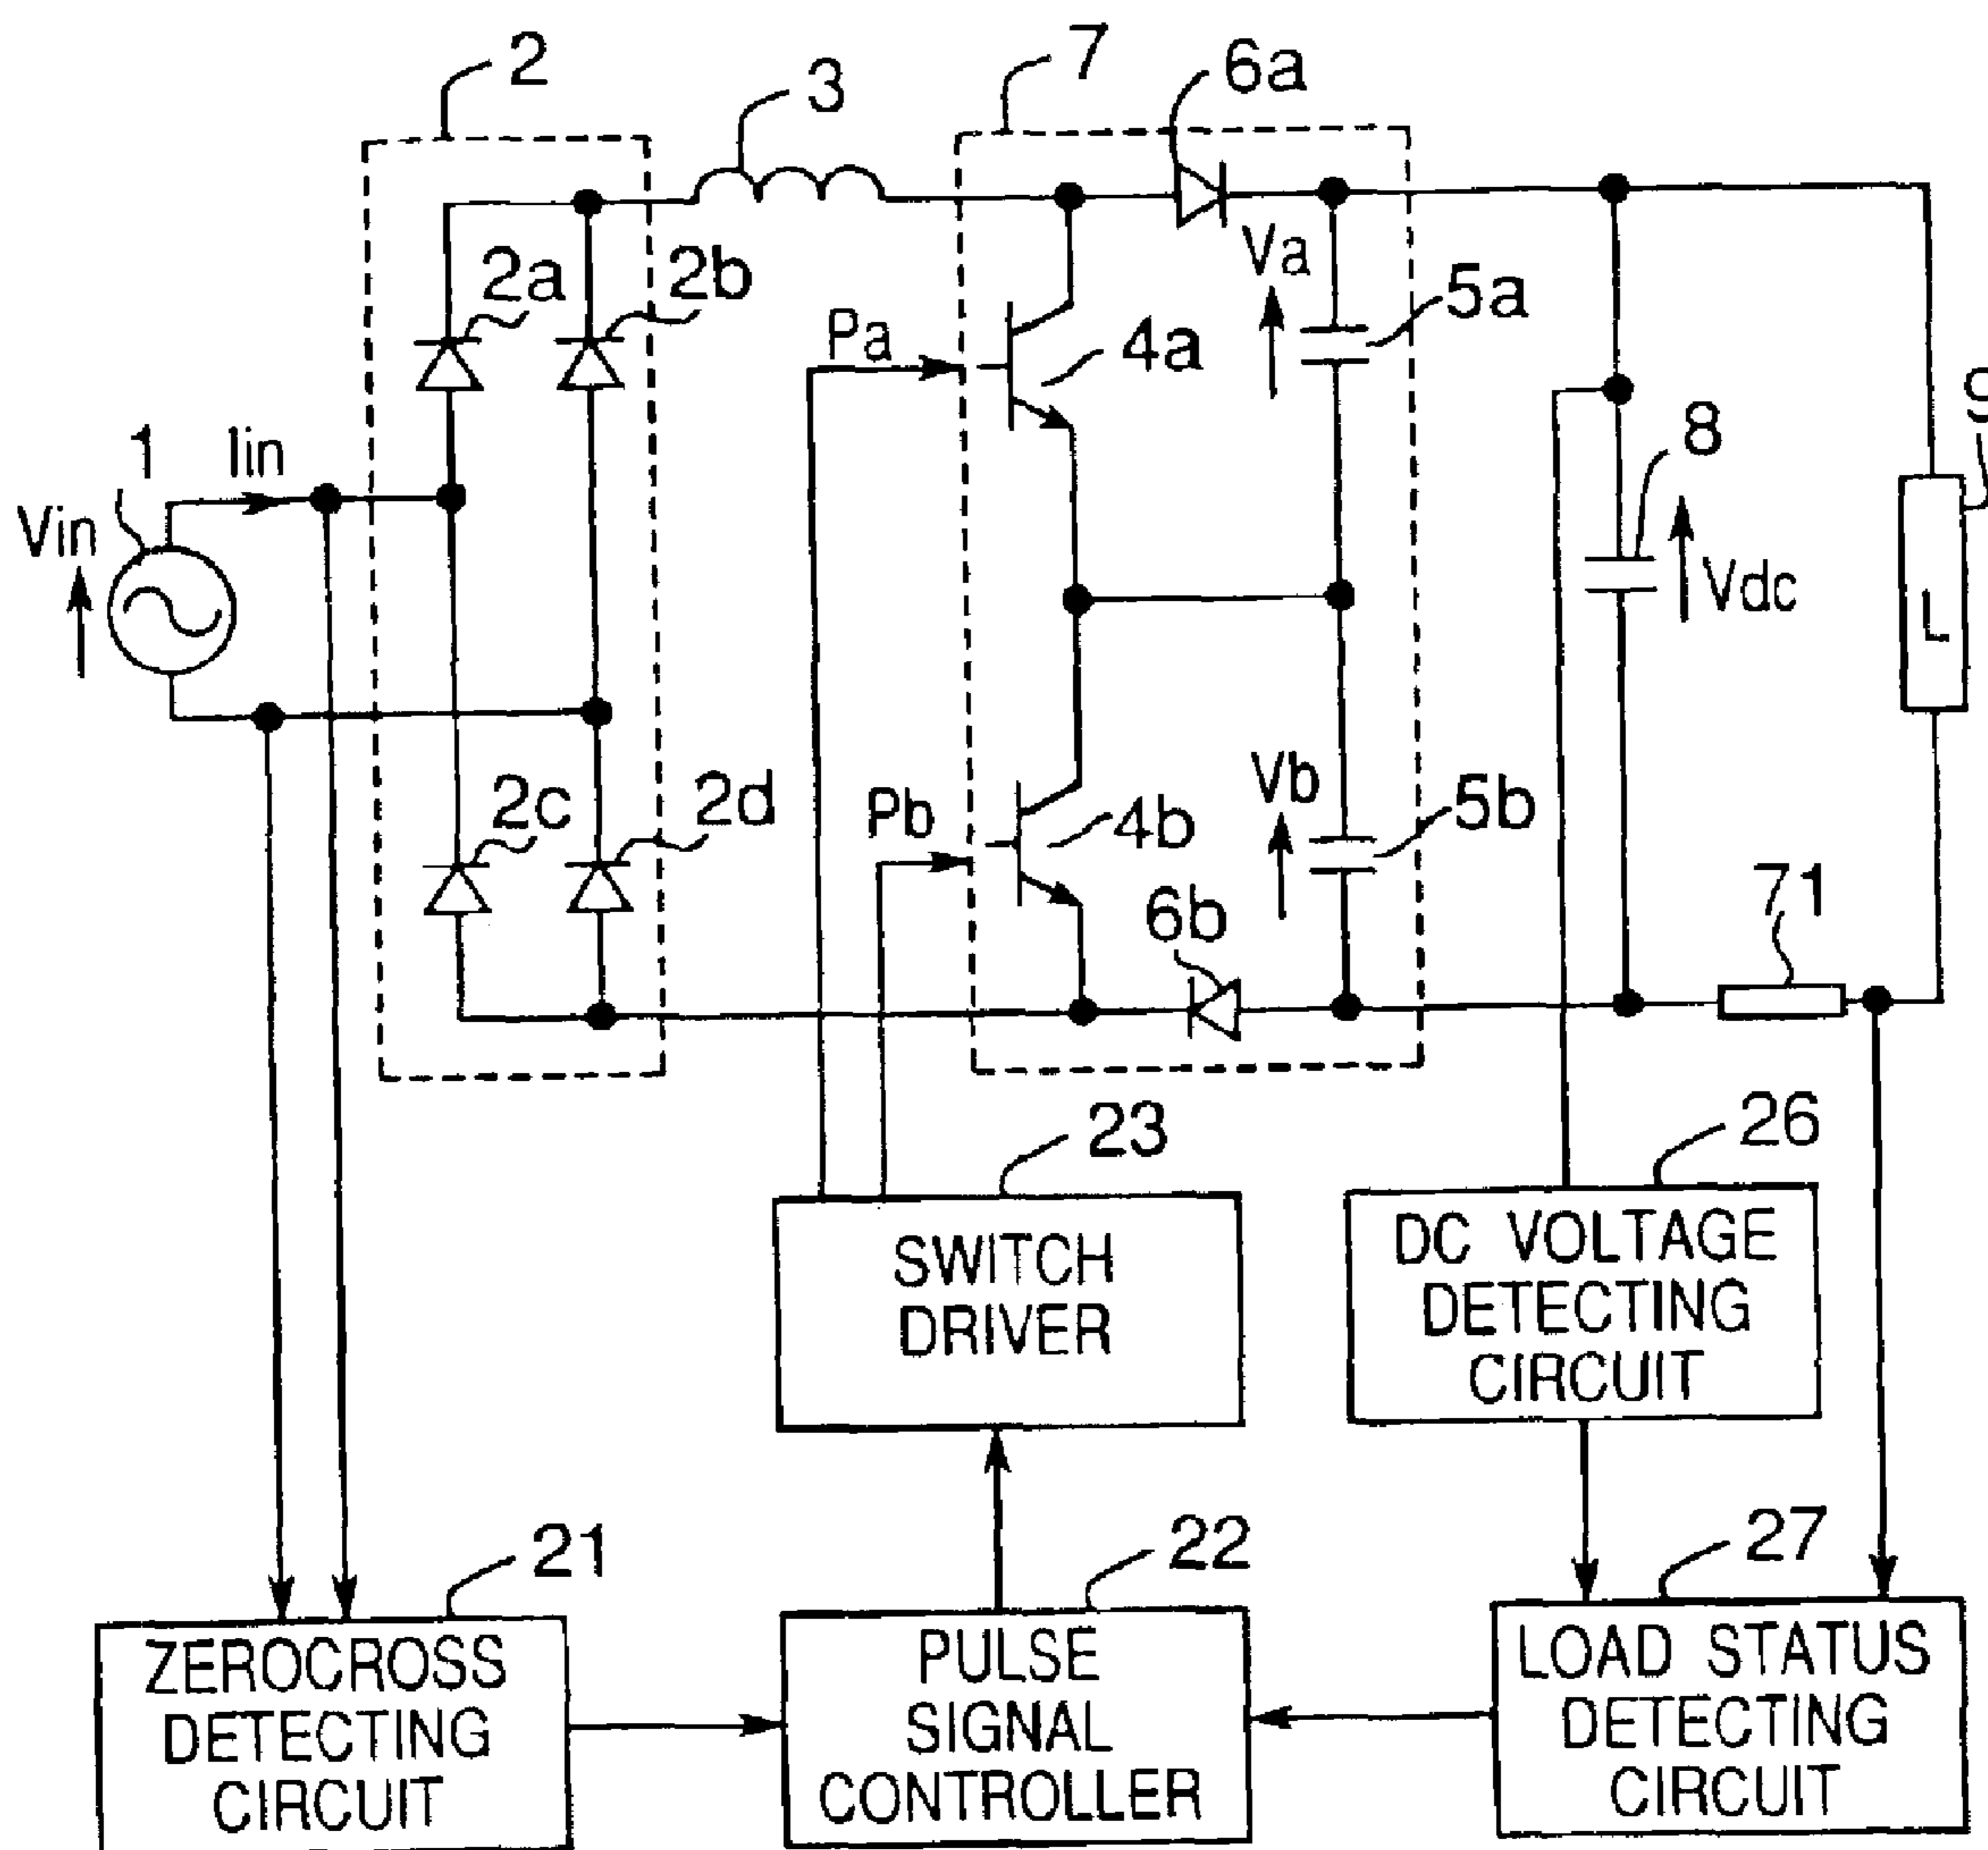 2
3
7
6a
2a
2b
Va
5a
Pa
4a
1
Iin
Vin
8
9
Vdc
L
2c
2d
Pb
4b
Vb
5b
6b
71
23
26
SWITCH
DRIVER
DC VOLTAGE
DETECTING
CIRCUIT
21
22
27
ZEROCROSS
DETECTING
CIRCUIT
PULSE
SIGNAL
CONTROLLER
LOAD STATUS
DETECTING
CIRCUIT